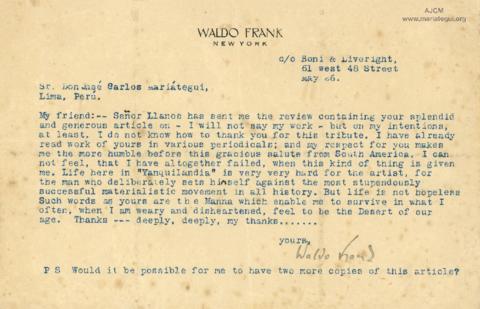 AJCM
www.mariategui.org
WALDO FRANK
NEW YORK
c/o Boni & Liveright,
61 west 48 Street
May 26.
Sr. Don José Carlos Mariátegui,
Lima, Perú.
My friend:-- Señor Llanos has sent me the review containing your splendid
and generous article on - I will not say my work - but on my intentions,
at least. I do not know how to thank you for this tribute. I have already
read work of yours in various periodicals; and my respect for you makes
me the more humble before this gracious salute from South America. I can
not feel, that I have altogether failed, when this kind of thing is given
me. Life here in "Yanquilandia" is very very hard for the artist, for
the man who deliberately sets himself against the most stupendously
successful materialistic movement in all history. But life is not hopeless
Such words as yours are the Manna which enable me to survive in what I
often, when I am weary and disheartened, feel to be the Desert of our
age. Thanks --- deeply, deeply, my thanks.......
yours,
Waldo Frank
P S Would it be possible for me to have two more copies of this article?